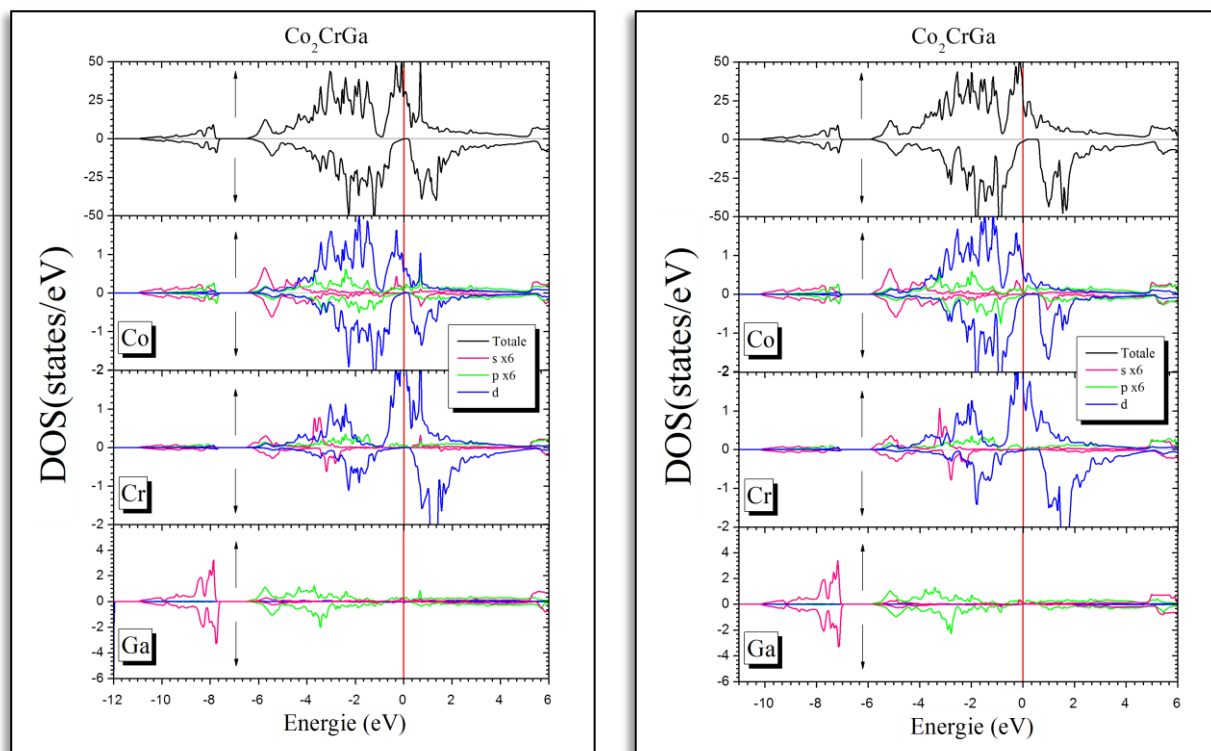 Co2CrGa
50
25
0
-25
-50
1
0
-1
-2
Co
Totale
s x6
p x6
d
1
0
-1
-2
Cr
4
2
0
-2
-4
-6
Ga
-12 -10 -8 -6 -4 -2 0 2 4 6
Energie (eV)
DOS(states/eV)
Co2CrGa
50
25
0
-25
-50
1
0
-1
-2
Co
Totale
s x6
p x6
d
1
0
-1
-2
Cr
4
2
0
-2
-4
-6
Ga
-10 -8 -6 -4 -2 0 2 4 6
Energie (eV)
DOS(states/eV)